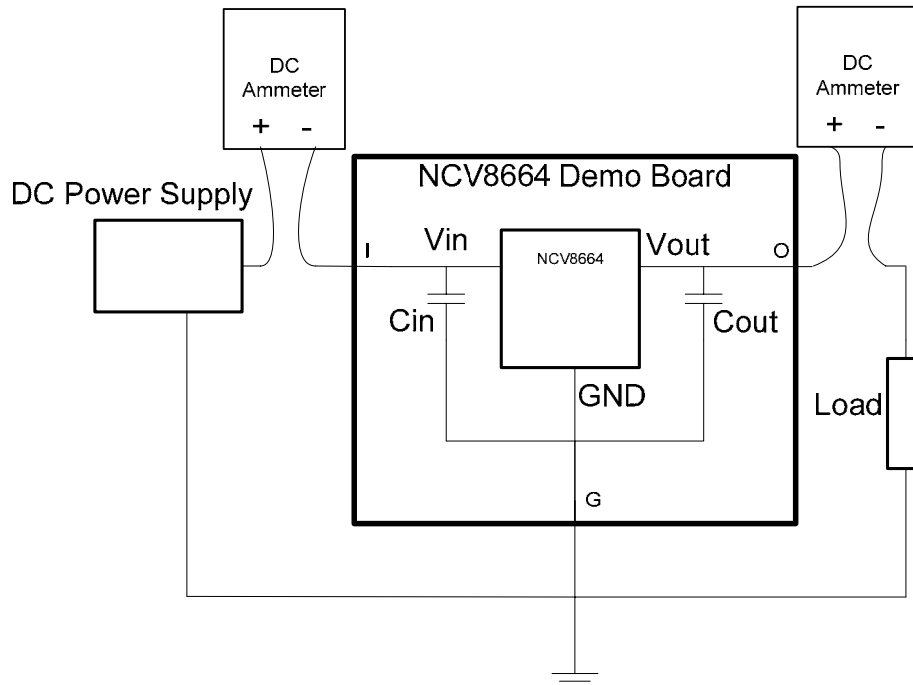 DC
Ammeter
+ -
DC
Ammeter
+ -
DC Power Supply
NCV8664 Demo Board
I
Vin
NCV8664
Vout
O
Cin
Cout
GND
Load
G